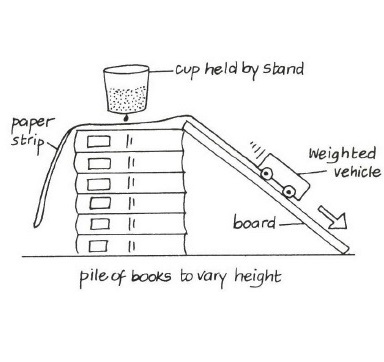 cup held by stand
paper
strip
weighted
vehicle
board
pile of books to vary height